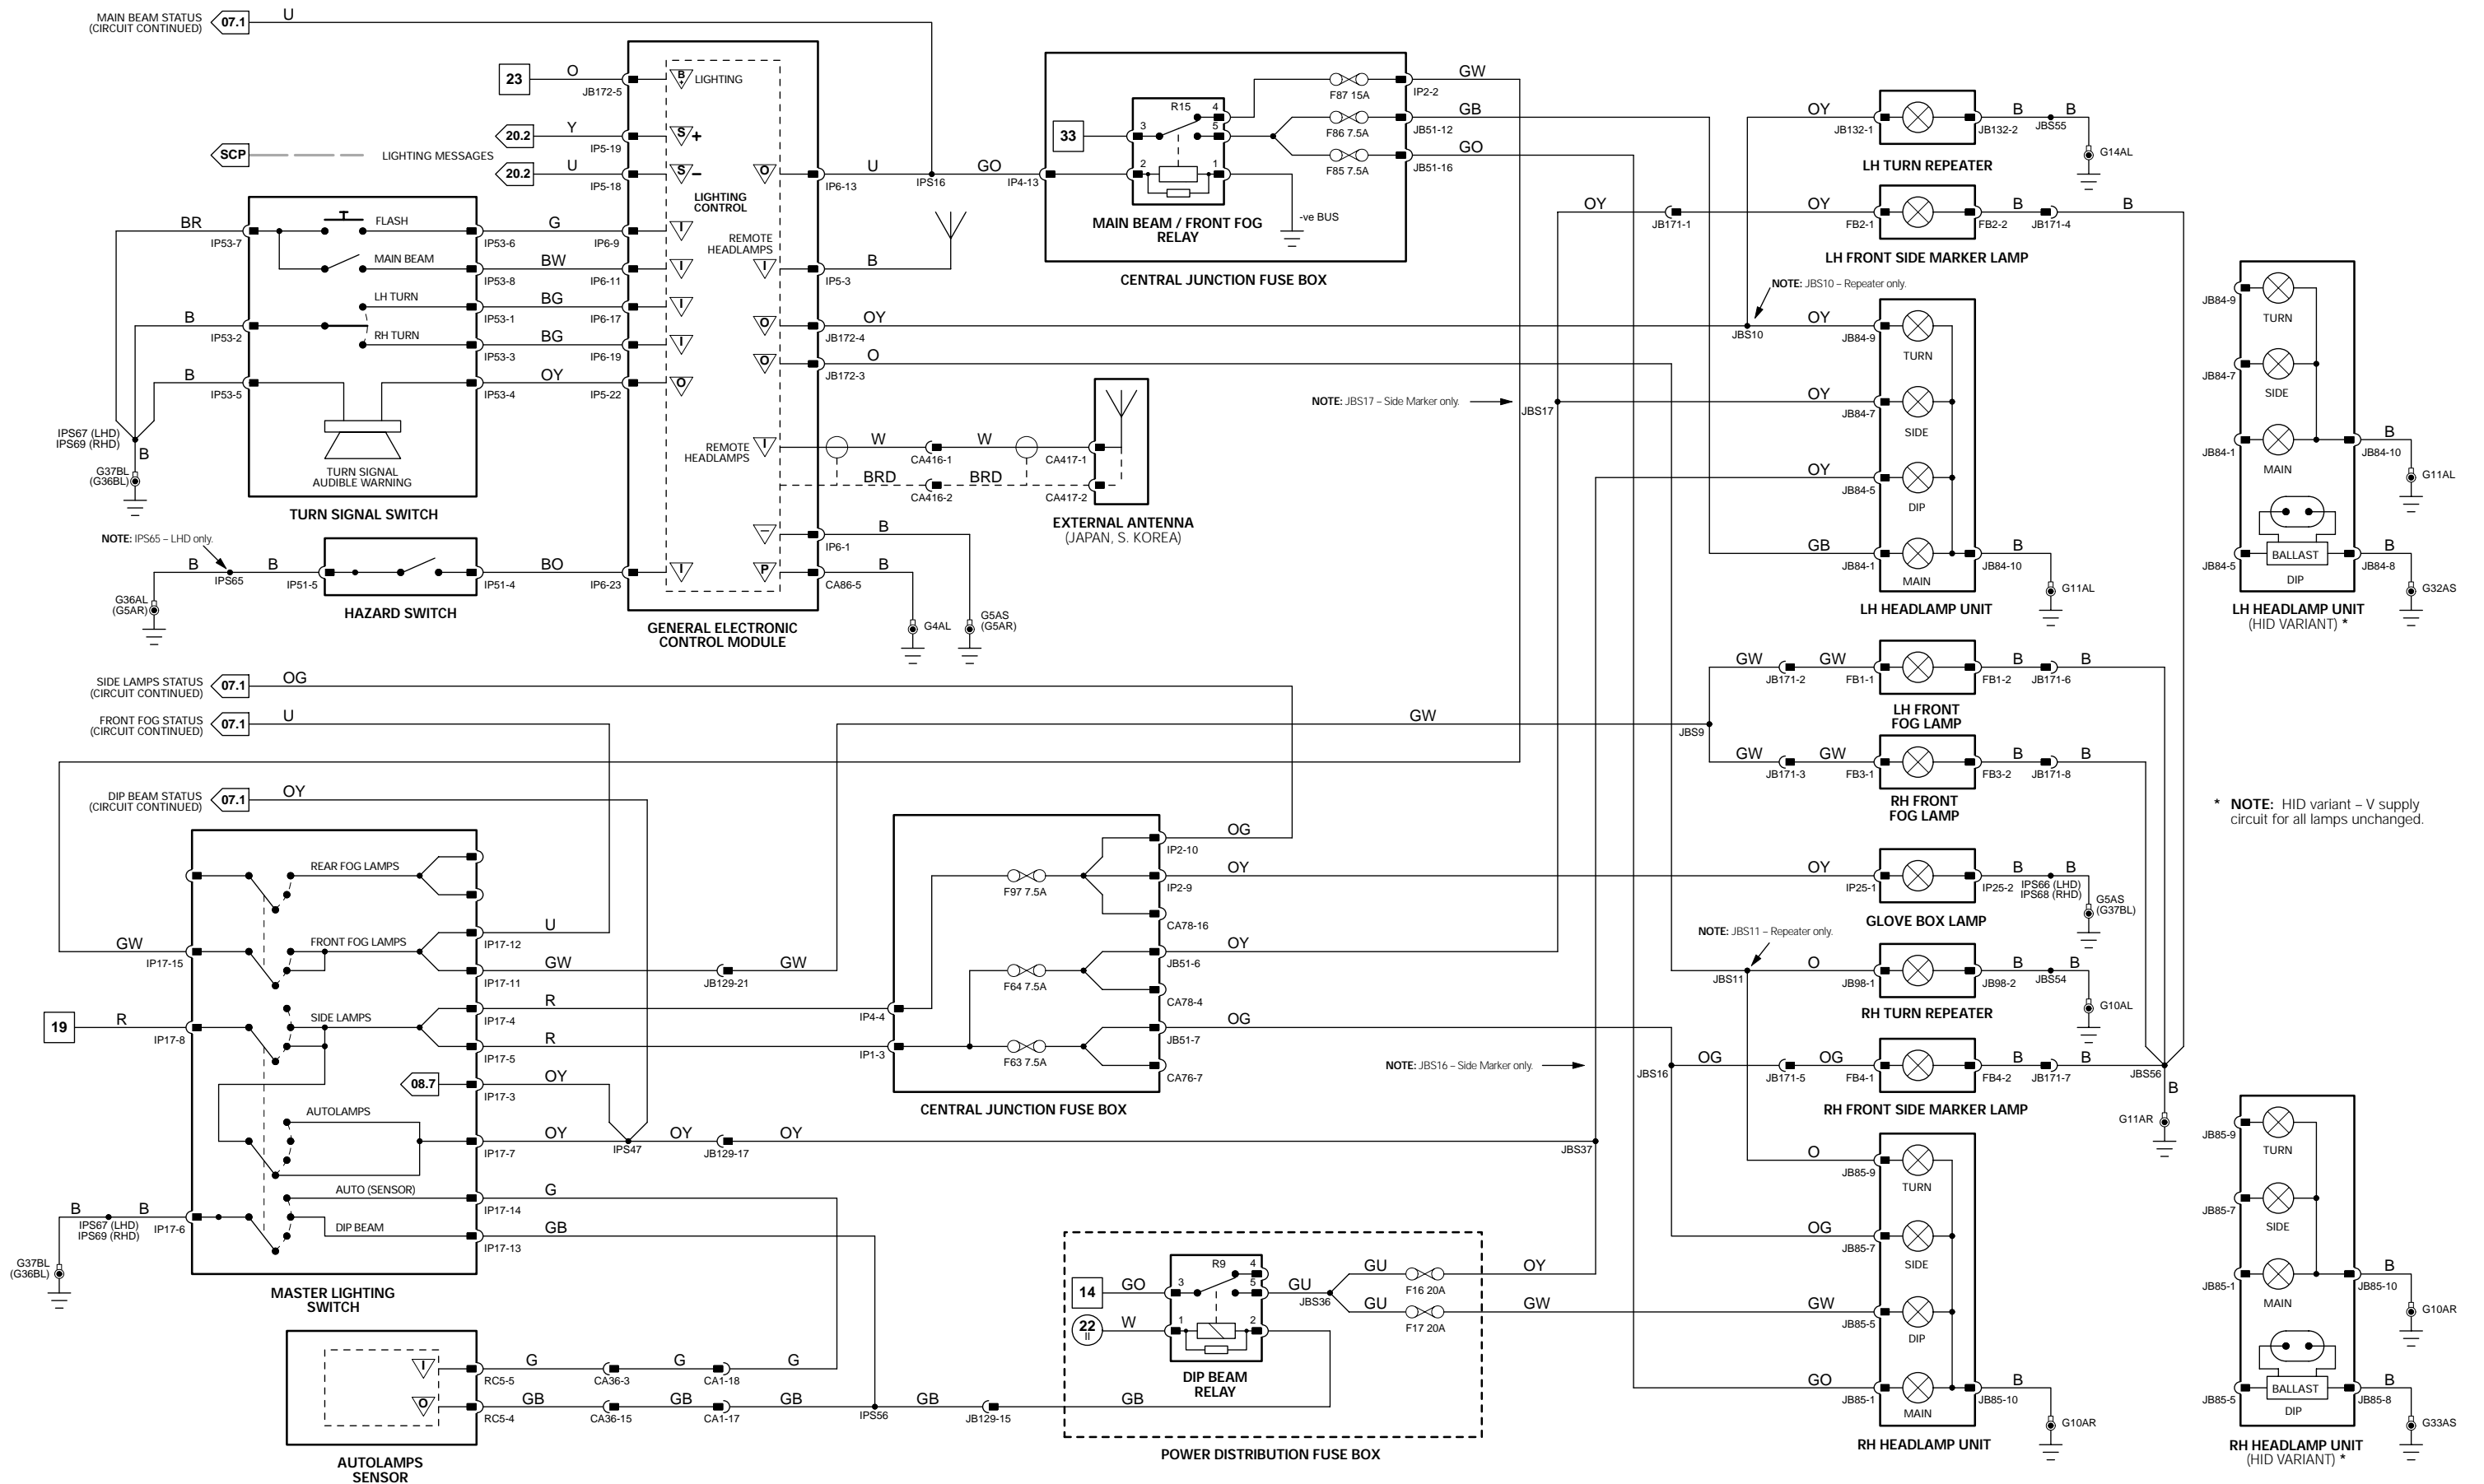 MAIN BEAM STATUS
(CIRCUIT CONTINUED)
07.1
U
23
O
JB172-5
B
+
LIGHTING
20.2
Y
IP5-19
S
+
SCP
LIGHTING MESSAGES
20.2
U
IP5-18
S
–
LIGHTING
CONTROL
O
IP6-13
U
IPS16
GO
IP4-13
BR
IP53-7
FLASH
IP53-6
G
IP6-9
I
MAIN BEAM
IP53-8
BW
IP6-11
I
REMOTE
HEADLAMPS
I
IP5-3
B
LH TURN
IP53-1
BG
IP6-17
I
B
IP53-2
RH TURN
IP53-3
BG
IP6-19
I
O
JB172-4
OY
O
JB172-3
O
B
IP53-5
IP53-4
OY
IP5-22
O
TURN SIGNAL
AUDIBLE WARNING
IPS67 (LHD)
IPS69 (RHD)
B
G37BL
(G36BL)
TURN SIGNAL SWITCH
REMOTE
HEADLAMPS
I
W
CA416-1
W
CA417-1
BRD
CA416-2
BRD
CA417-2
EXTERNAL ANTENNA
(JAPAN, S. KOREA)
–
IP6-1
B
P
CA86-5
B
G4AL
G5AS
(G5AR)
NOTE: IPS65 – LHD only.
B
IPS65
B
IP51-5
IP51-4
BO
IP6-23
I
G36AL
(G5AR)
HAZARD SWITCH
GENERAL ELECTRONIC
CONTROL MODULE
33
R15
4
3
5
2
1
F87 15A
F86 7.5A
F85 7.5A
GW
IP2-2
GB
JB51-12
GO
JB51-16
-ve BUS
MAIN BEAM / FRONT FOG
RELAY
CENTRAL JUNCTION FUSE BOX
OY
JB132-1
JB132-2
B
JBS55
B
G14AL
LH TURN REPEATER
OY
JB171-1
OY
FB2-1
FB2-2
B
JB171-4
B
LH FRONT SIDE MARKER LAMP
NOTE: JBS10 – Repeater only.
JBS10
OY
JB84-9
TURN
NOTE: JBS17 – Side Marker only.
JBS17
OY
JB84-7
SIDE
OY
JB84-5
DIP
GB
JB84-1
MAIN
JB84-10
B
G11AL
LH HEADLAMP UNIT
JB84-9
TURN
JB84-7
SIDE
JB84-1
MAIN
JB84-10
B
G11AL
BALLAST
JB84-5
DIP
JB84-8
B
G32AS
LH HEADLAMP UNIT
(HID VARIANT) *
SIDE LAMPS STATUS
(CIRCUIT CONTINUED)
07.1
OG
FRONT FOG STATUS
(CIRCUIT CONTINUED)
07.1
U
DIP BEAM STATUS
(CIRCUIT CONTINUED)
07.1
OY
GW
JBS9
GW
JB171-2
GW
FB1-1
FB1-2
B
JB171-6
B
LH FRONT
FOG LAMP
GW
JB171-3
GW
FB3-1
FB3-2
B
JB171-8
B
RH FRONT
FOG LAMP
* NOTE: HID variant – V supply
circuit for all lamps unchanged.
REAR FOG LAMPS
GW
IP17-15
FRONT FOG LAMPS
IP17-12
U
IP17-11
GW
JB129-21
GW
19
R
IP17-8
SIDE LAMPS
IP17-4
R
IP4-4
IP17-5
R
IP1-3
08.7
IP17-3
OY
AUTOLAMPS
IP17-7
OY
IPS47
OY
JB129-17
OY
JBS37
AUTO (SENSOR)
IP17-14
G
B
IPS67 (LHD)
IPS69 (RHD)
B
IP17-6
DIP BEAM
IP17-13
GB
G37BL
(G36BL)
MASTER LIGHTING
SWITCH
F97 7.5A
F64 7.5A
F63 7.5A
IP2-10
OG
IP2-9
OY
CA78-16
JB51-6
OY
CA78-4
JB51-7
OG
CA76-7
CENTRAL JUNCTION FUSE BOX
OY
IP25-1
IP25-2
B
IPS66 (LHD)
IPS68 (RHD)
B
G5AS
(G37BL)
GLOVE BOX LAMP
NOTE: JBS11 – Repeater only.
JBS11
O
JB98-1
JB98-2
B
JBS54
B
G10AL
RH TURN REPEATER
NOTE: JBS16 – Side Marker only.
JBS16
OG
JB171-5
OG
FB4-1
FB4-2
B
JB171-7
B
JBS56
B
G11AR
RH FRONT SIDE MARKER LAMP
O
JB85-9
TURN
OG
JB85-7
SIDE
GW
JB85-5
DIP
GO
JB85-1
MAIN
JB85-10
B
G10AR
RH HEADLAMP UNIT
JB85-9
TURN
JB85-7
SIDE
JB85-1
MAIN
JB85-10
B
G10AR
BALLAST
JB85-5
DIP
JB85-8
B
G33AS
RH HEADLAMP UNIT
(HID VARIANT) *
14
GO
22
II
W
R9
4
3
5
1
2
GU
JBS36
GU
F16 20A
OY
GU
F17 20A
GW
DIP BEAM
RELAY
GB
POWER DISTRIBUTION FUSE BOX
I
RC5-5
G
CA36-3
G
CA1-18
G
O
RC5-4
GB
CA36-15
GB
CA1-17
GB
IPS56
GB
JB129-15
AUTOLAMPS
SENSOR